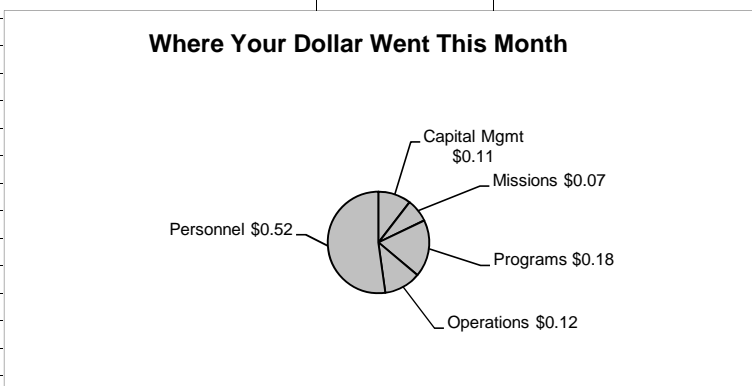 Where Your Dollar Went This Month
Capital Mgmt
$0.11
Missions $0.07
Personnel $0.52
Programs $0.18
Operations $0.12